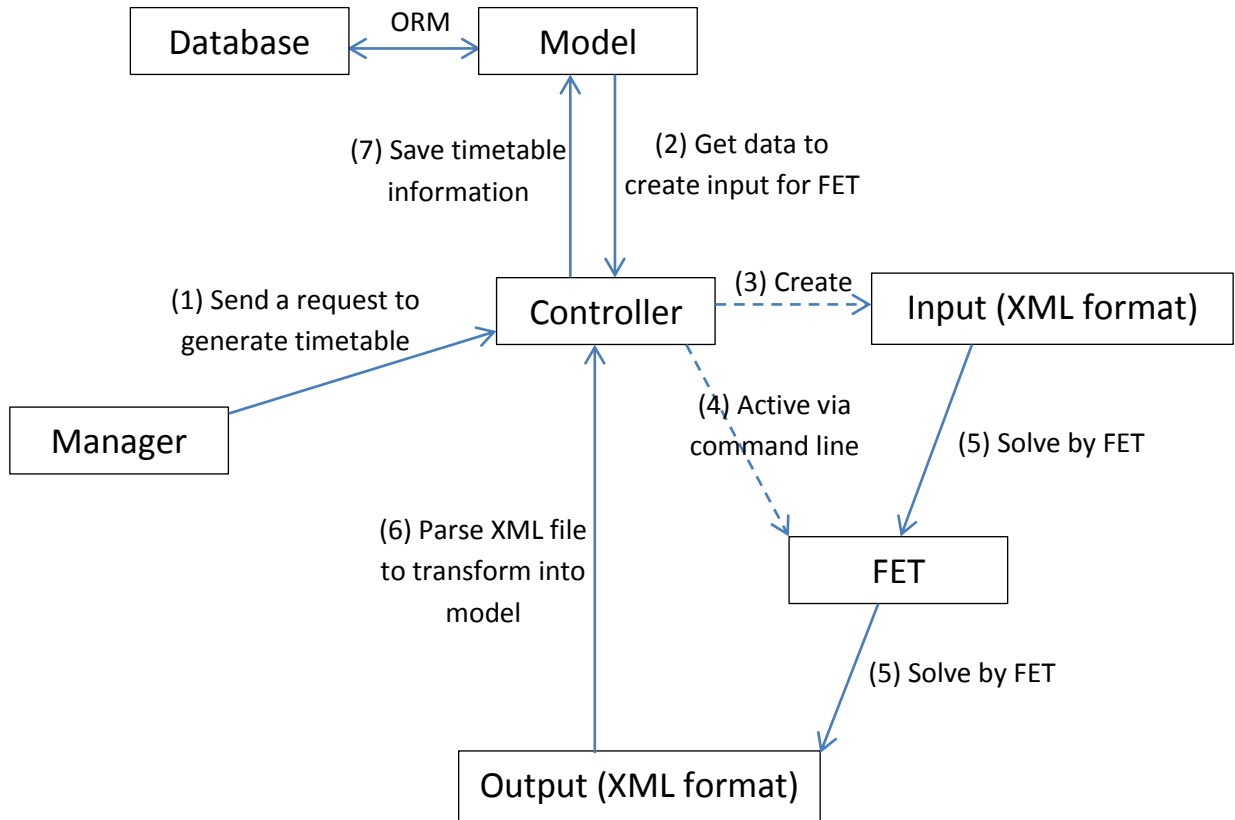 ORM
Database
Model
(7) Save timetable
information
(2) Get data to
create input for FET
(1) Send a request to
generate timetable
Controller
(3) Create
Input (XML format)
Manager
(4) Active via
command line
(5) Solve by FET
(6) Parse XML file
to transform into
model
FET
(5) Solve by FET
Output (XML format)